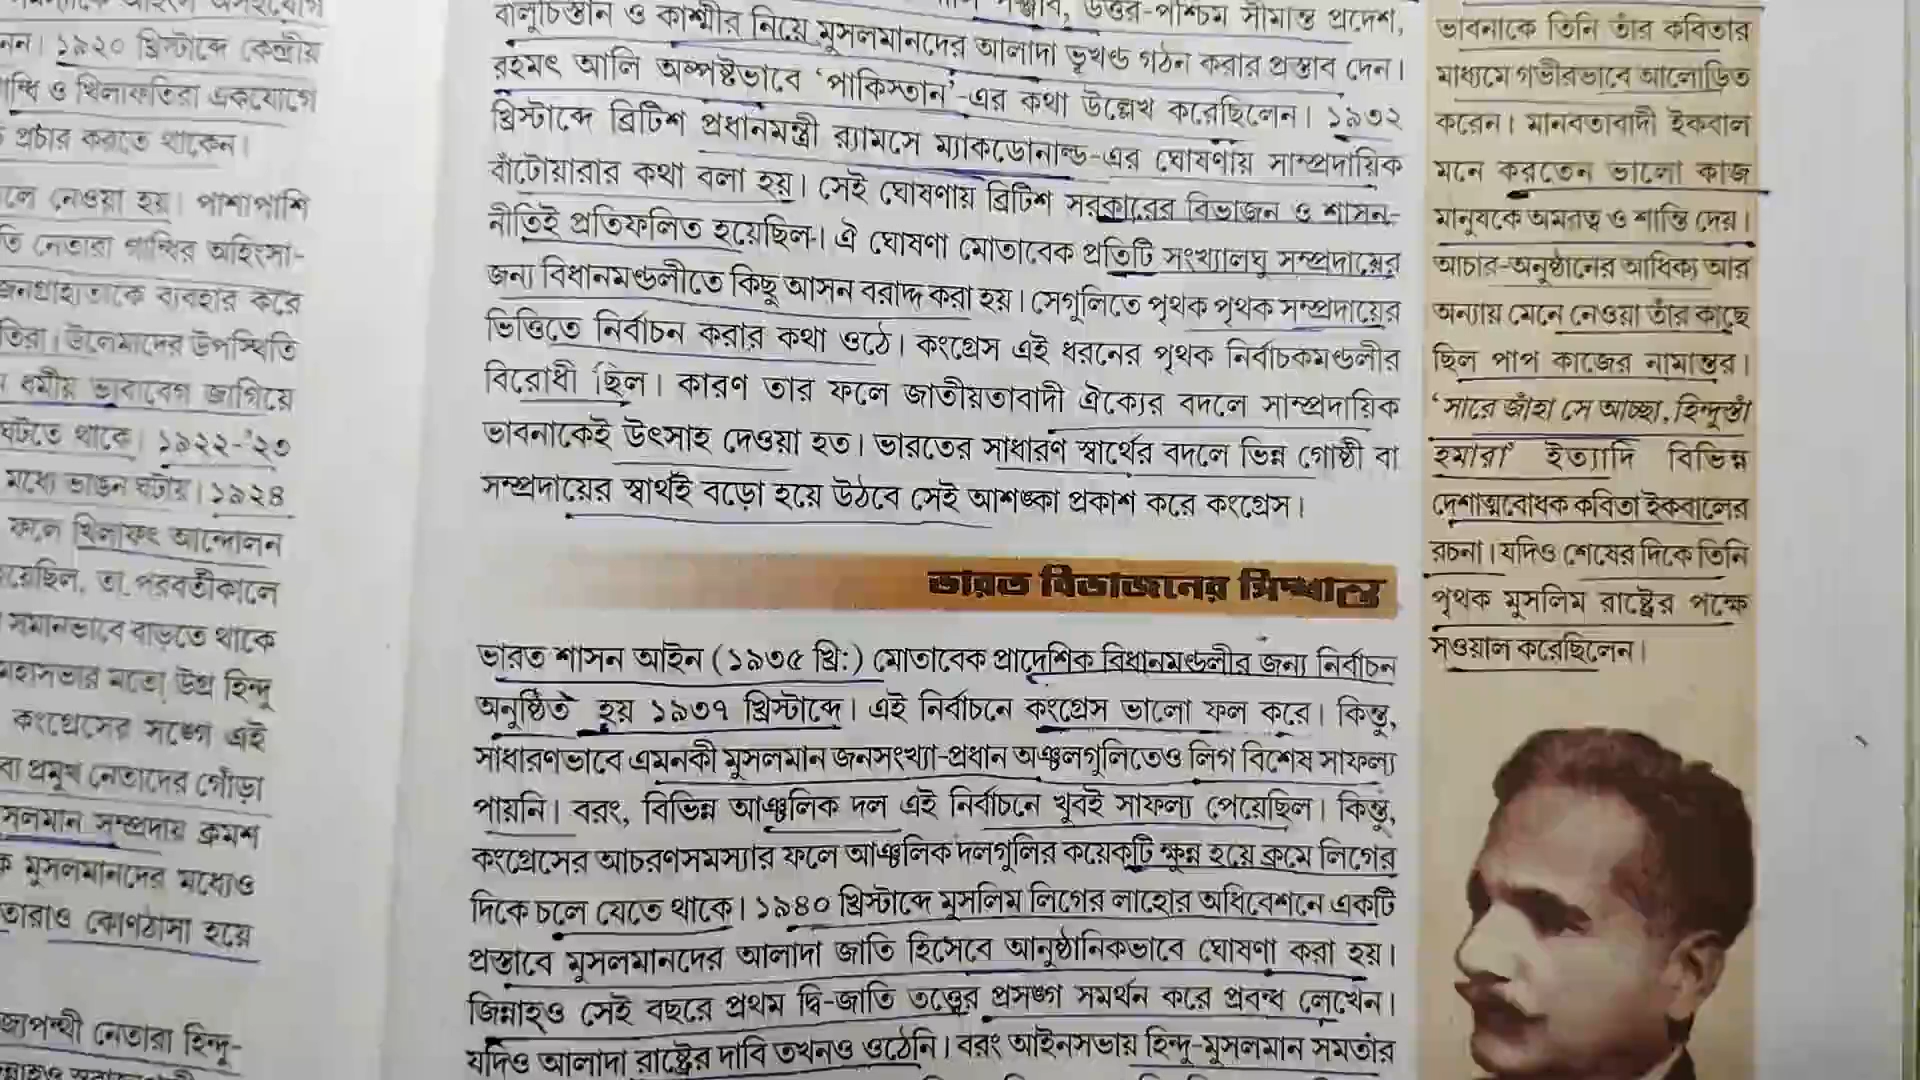 ১৯২০ খ্রিস্টাব্দে কেন্দ্রীয়
ও খিলাফতিরা একযোগে
প্রচার করতে থাকেন।
নেওয়া হয়। পাশাপাশি
নেতারা গান্ধির অহিংসা-
ব্যবহার করে
উলেমাদের উপস্থিতি
ধর্মীয় ভাবাবেগ জাগিয়ে
ঘটতে থাকে। ১৯২২-'২৩
মধ্যে ভাঙন ঘটায়। ১৯২৪
ফলে খিলাফৎ আন্দোলন
তা পরবর্তীকালে
সমানভাবে বাড়তে থাকে
মতো উগ্র হিন্দু
কংগ্রেসের সঙ্গে এই
বা প্রমুখ নেতাদের গোঁড়া
সম্প্রদায় ক্রমশ
মুসলমানদের মধ্যেও
কোণঠাসা হয়ে
নেতারা হিন্দু-
বালুচিস্তান ও কাশ্মীর নিয়ে মুসলমানদের আলাদা ভূখণ্ড গঠন করার প্রস্তাব দেন।
রহমৎ আলি অস্পষ্টভাবে ‘পাকিস্তান’-এর কথা উল্লেখ করেছিলেন। ১৯৩২
খ্রিস্টাব্দে ব্রিটিশ প্রধানমন্ত্রী র‍্যামসে ম্যাকডোনাল্ড-এর ঘোষণায় সাম্প্রদায়িক
বাঁটোয়ারার কথা বলা হয়। সেই ঘোষণায় ব্রিটিশ সরকারের বিভাজন ও শাসন-
নীতিই প্রতিফলিত হয়েছিল। ঐ ঘোষণা মোতাবেক প্রতিটি সংখ্যালঘু সম্প্রদায়ের
জন্য বিধানমণ্ডলীতে কিছু আসন বরাদ্দ করা হয়। সেগুলিতে পৃথক পৃথক সম্প্রদায়ের
ভিত্তিতে নির্বাচন করার কথা ওঠে। কংগ্রেস এই ধরনের পৃথক নির্বাচকমণ্ডলীর
বিরোধী ছিল। কারণ তার ফলে জাতীয়তাবাদী ঐক্যের বদলে সাম্প্রদায়িক
ভাবনাকেই উৎসাহ দেওয়া হত। ভারতের সাধারণ স্বার্থের বদলে ভিন্ন গোষ্ঠী বা
সম্প্রদায়ের স্বার্থই বড়ো হয়ে উঠবে সেই আশঙ্কা প্রকাশ করে কংগ্রেস।
ভারত বিভাজনের সিদ্ধান্ত
ভারত শাসন আইন (১৯৩৫ খ্রি:) মোতাবেক প্রাদেশিক বিধানমণ্ডলীর জন্য নির্বাচন
অনুষ্ঠিত হয় ১৯৩৭ খ্রিস্টাব্দে। এই নির্বাচনে কংগ্রেস ভালো ফল করে। কিন্তু,
সাধারণভাবে এমনকী মুসলমান জনসংখ্যা-প্রধান অঞ্চলগুলিতেও লিগ বিশেষ সাফল্য
পায়নি। বরং, বিভিন্ন আঞ্চলিক দল এই নির্বাচনে খুবই সাফল্য পেয়েছিল। কিন্তু,
কংগ্রেসের আচরণসমস্যার ফলে আঞ্চলিক দলগুলির কয়েকটি ক্ষুন্ন হয়ে ক্রমে লিগের
দিকে চলে যেতে থাকে। ১৯৪০ খ্রিস্টাব্দে মুসলিম লিগের লাহোর অধিবেশনে একটি
প্রস্তাবে মুসলমানদের আলাদা জাতি হিসেবে আনুষ্ঠানিকভাবে ঘোষণা করা হয়।
জিন্নাহ্ও সেই বছরে প্রথম দ্বি-জাতি তত্ত্বের প্রসঙ্গ সমর্থন করে প্রবন্ধ লেখেন।
যদিও আলাদা রাষ্ট্রের দাবি তখনও ওঠেনি। বরং আইনসভায় হিন্দু-মুসলমান সমতার
ভাবনাকে তিনি তাঁর কবিতার
মাধ্যমে গভীরভাবে আলোড়িত
করেন। মানবতাবাদী ইকবাল
মনে করতেন ভালো কাজ
মানুষকে অমরত্ব ও শান্তি দেয়।
আচার-অনুষ্ঠানের আধিক্য আর
অন্যায় মেনে নেওয়া তাঁর কাছে
ছিল পাপ কাজের নামান্তর।
‘সারে জাঁহা সে আচ্ছা, হিন্দুস্তাঁ
হমারা’ ইত্যাদি বিভিন্ন
দেশাত্মবোধক কবিতা ইকবালের
রচনা। যদিও শেষের দিকে তিনি
পৃথক মুসলিম রাষ্ট্রের পক্ষে
সওয়াল করেছিলেন।